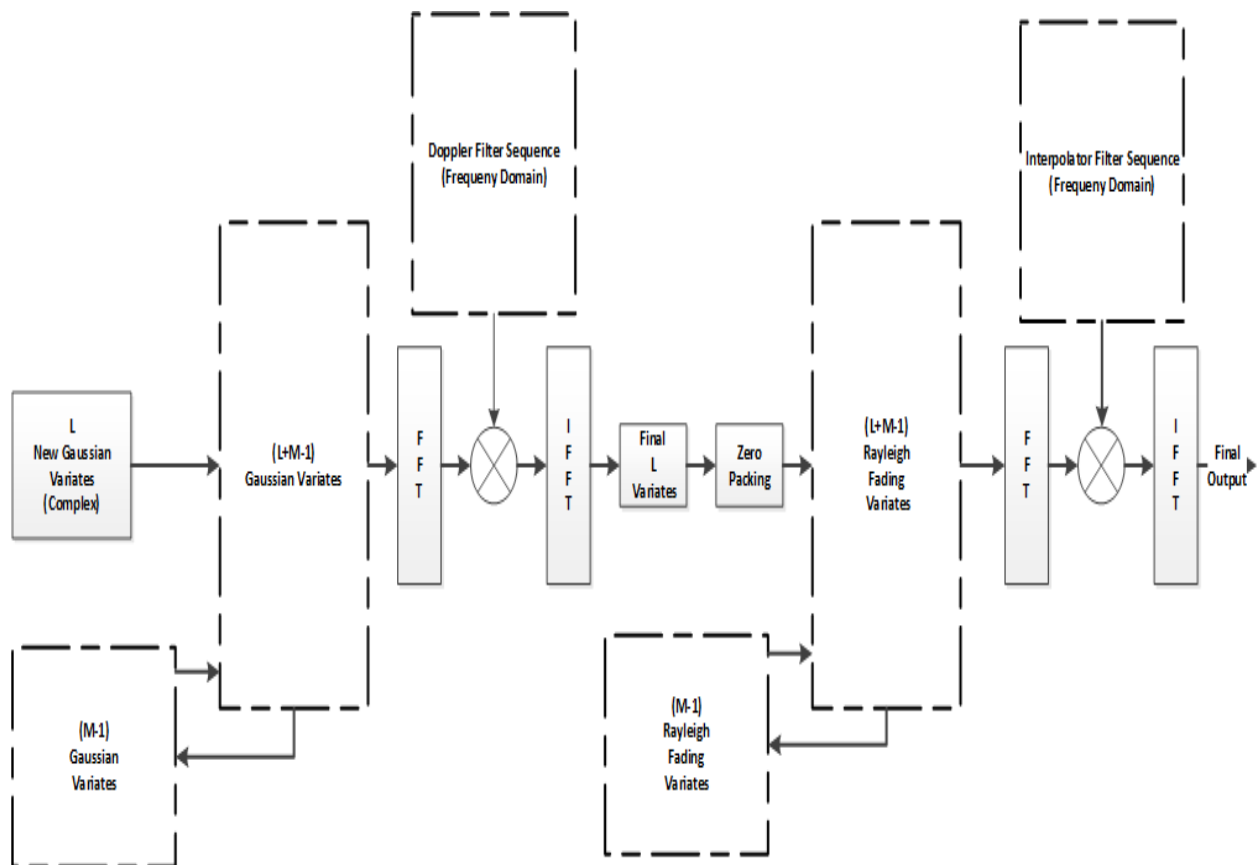 Doppler Filter Sequence
(Frequeny Domain)
Interpolator Filter Sequence
(Frequeny Domain)
L
New Gaussian
Variates
(Complex)
(L+M-1)
Gaussian Variates
F
F
T
I
F
F
T
Final
L
Variates
Zero
Packing
(L+M-1)
Rayleigh
Fading
Variates
F
F
T
I
F
F
T
Final
Output
(M-1)
Gaussian
Variates
(M-1)
Rayleigh
Fading
Variates